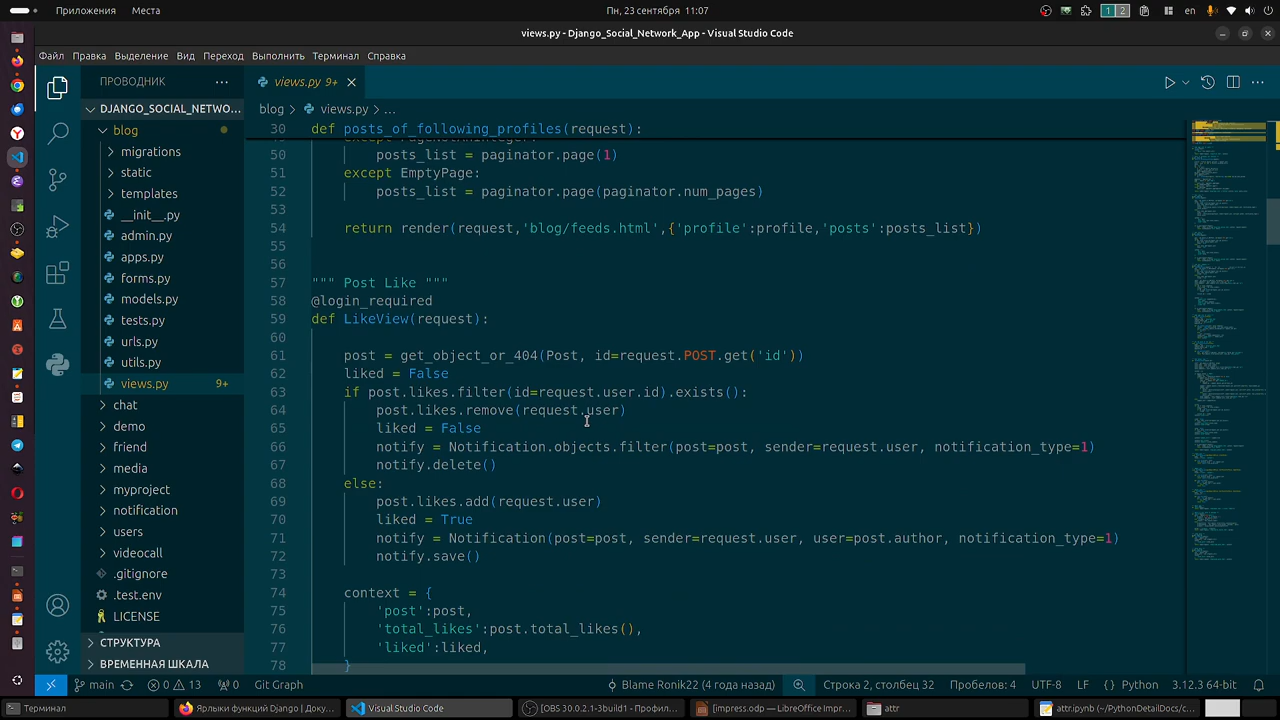 Приложения Места Пн, 23 сентября 11:07 1 2 en
views.py - Django_Social_Network_App - Visual Studio Code
Файл Правка Выделение Вид Переход Выполнить Терминал Справка
ПРОВОДНИК ··· views.py 9+
DJANGO_SOCIAL_NETWO... blog > views.py > ...
blog
migrations
static
templates
__init__.py
admin.py
apps.py
forms.py
models.py
tests.py
urls.py
utils.py
views.py 9+
chat
demo
friend
media
myproject
notification
users
videocall
.gitignore
.test.env
LICENSE
СТРУКТУРА
ВРЕМЕННАЯ ШКАЛА
30 def posts_of_following_profiles(request):
50 posts_list = paginator.page(1)
51 except EmptyPage:
52 posts_list = paginator.page(paginator.num_pages)
53
54 return render(request,'blog/feeds.html',{'profile':profile,'posts':posts_list})
55
56
57 """ Post Like """
58 @login_required
59 def LikeView(request):
60
61 post = get_object_or_404(Post, id=request.POST.get('id'))
62 liked = False
63 if post.likes.filter(id=request.user.id).exists():
64 post.likes.remove(request.user)
65 liked = False
66 notify = Notification.objects.filter(post=post, sender=request.user, notification_type=1)
67 notify.delete()
68 else:
69 post.likes.add(request.user)
70 liked = True
71 notify = Notification(post=post, sender=request.user, user=post.author, notification_type=1)
72 notify.save()
73
74 context = {
75 'post':post,
76 'total_likes':post.total_likes(),
77 'liked':liked,
78 }
main 0 13 0 Git Graph Blame Ronik22 (4 года назад) Строка 2, столбец 32 Пробелов: 4 UTF-8 LF {} Python 3.12.3 64-bit
Терминал Ярлыки функций Django | Доку... Visual Studio Code [OBS 30.0.2.1-3build1 - Профил... [impress.odp — LibreOffice Imp... attr attrib.ru (~/PythonDetailDocs/c...